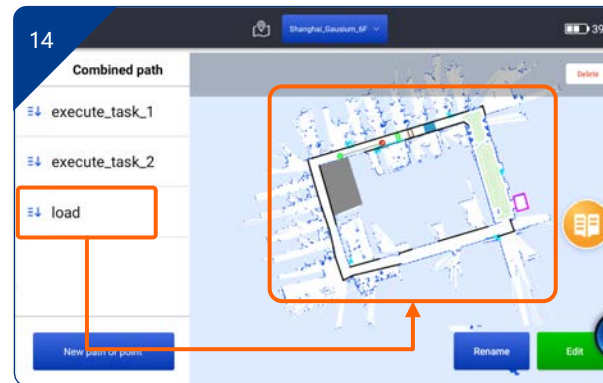 14
Shanghai_Gausium_6F
39
Combined path
Delete
execute_task_1
execute_task_2
load
New path or point
Rename
Edit